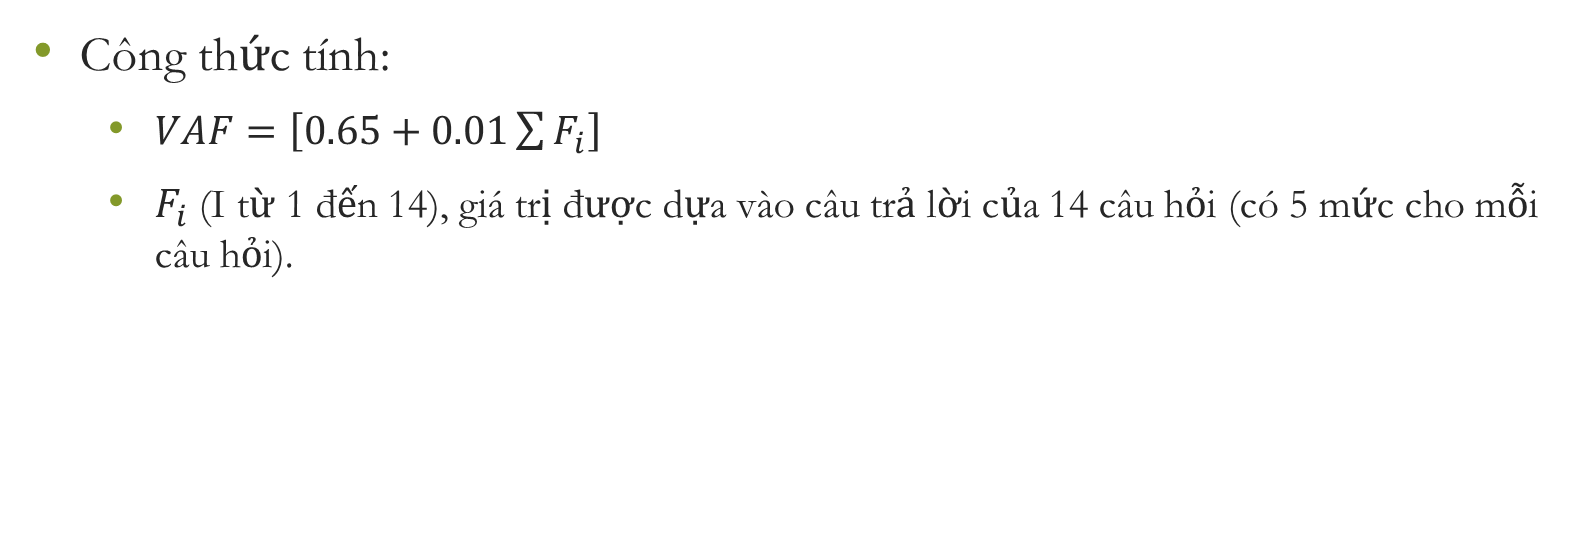 • Công thức tính:
• VAF = [0.65 + 0.01 ∑ Fᵢ]
• Fᵢ (I từ 1 đến 14), giá trị được dựa vào câu trả lời của 14 câu hỏi (có 5 mức cho mỗi
câu hỏi).